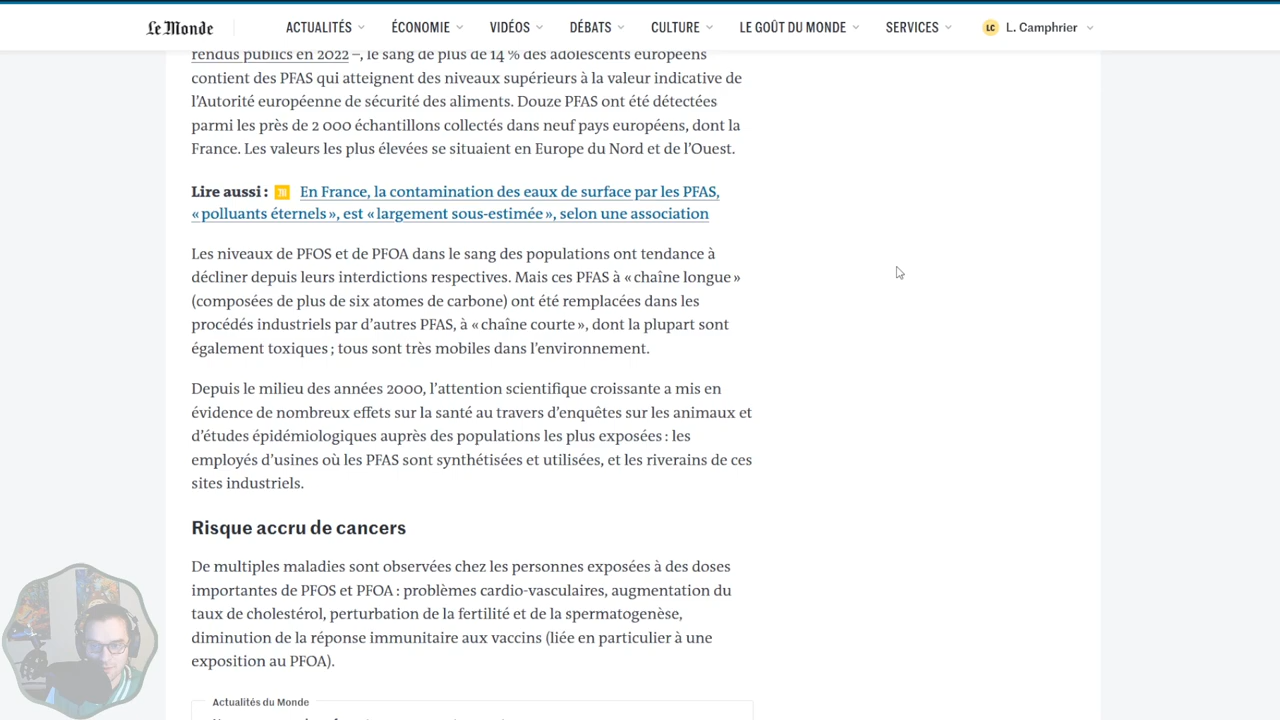 Le Monde
ACTUALITÉS
ÉCONOMIE
VIDÉOS
DÉBATS
CULTURE
LE GOÛT DU MONDE
SERVICES
LC
L. Camphrier
rendus publics en 2022 –, le sang de plus de 14 % des adolescents européens
contient des PFAS qui atteignent des niveaux supérieurs à la valeur indicative de
l’Autorité européenne de sécurité des aliments. Douze PFAS ont été détectées
parmi les près de 2 000 échantillons collectés dans neuf pays européens, dont la
France. Les valeurs les plus élevées se situaient en Europe du Nord et de l’Ouest.
Lire aussi : En France, la contamination des eaux de surface par les PFAS,
« polluants éternels », est « largement sous-estimée », selon une association
Les niveaux de PFOS et de PFOA dans le sang des populations ont tendance à
décliner depuis leurs interdictions respectives. Mais ces PFAS à « chaîne longue »
(composées de plus de six atomes de carbone) ont été remplacées dans les
procédés industriels par d’autres PFAS, à « chaîne courte », dont la plupart sont
également toxiques ; tous sont très mobiles dans l’environnement.
Depuis le milieu des années 2000, l’attention scientifique croissante a mis en
évidence de nombreux effets sur la santé au travers d’enquêtes sur les animaux et
d’études épidémiologiques auprès des populations les plus exposées : les
employés d’usines où les PFAS sont synthétisées et utilisées, et les riverains de ces
sites industriels.
Risque accru de cancers
De multiples maladies sont observées chez les personnes exposées à des doses
importantes de PFOS et PFOA : problèmes cardio-vasculaires, augmentation du
taux de cholestérol, perturbation de la fertilité et de la spermatogenèse,
diminution de la réponse immunitaire aux vaccins (liée en particulier à une
exposition au PFOA).
Actualités du Monde